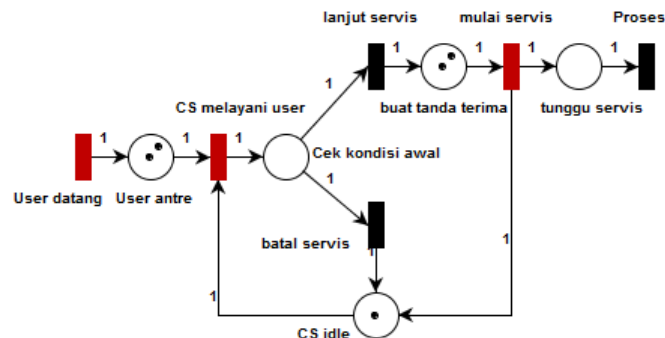 lanjut servis
mulai servis
Proses
1
1
1
1
1
1
buat tanda terima
tunggu servis
CS melayani user
1
1
1
Cek kondisi awal
1
User datang
User antre
batal servis
1
1
1
CS idle